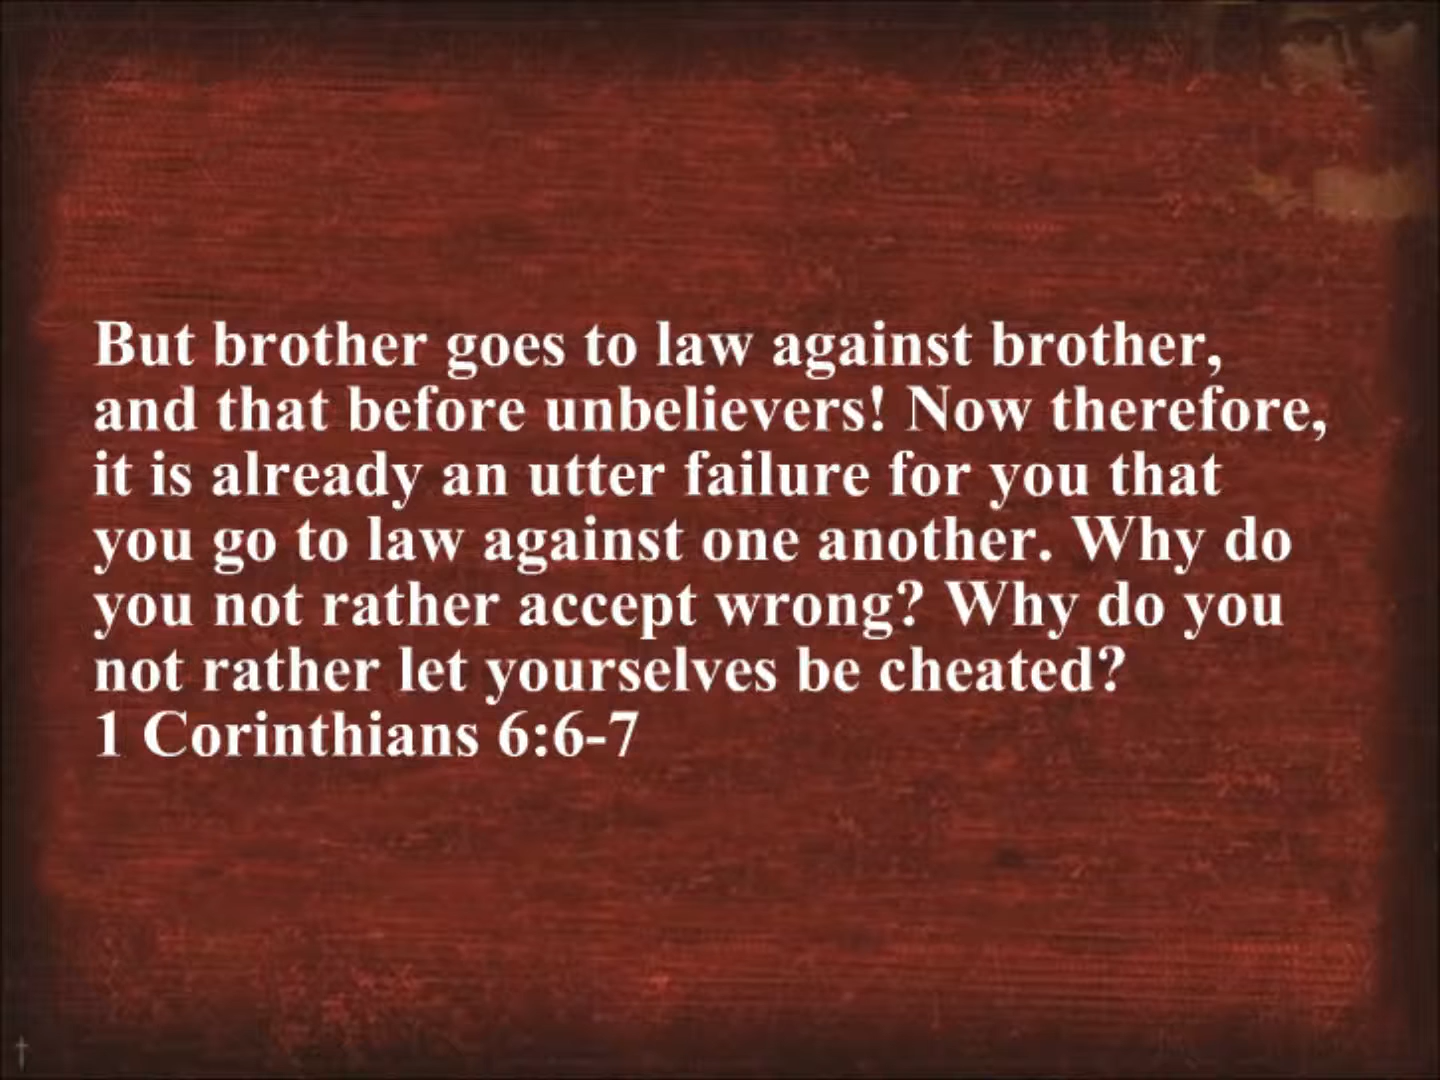 But brother goes to law against brother,
and that before unbelievers! Now therefore,
it is already an utter failure for you that
you go to law against one another. Why do
you not rather accept wrong? Why do you
not rather let yourselves be cheated?
1 Corinthians 6:6-7